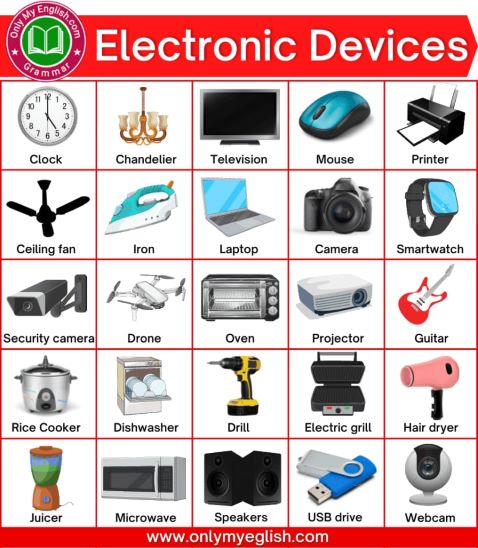 Only My English.com
Grammar
Electronic Devices
Clock
Chandelier
Television
Mouse
Printer
Ceiling fan
Iron
Laptop
Camera
Smartwatch
Security camera
Drone
Oven
Projector
Guitar
Rice Cooker
Dishwasher
Drill
Electric grill
Hair dryer
Juicer
Microwave
Speakers
USB drive
Webcam
www.onlymyeglish.com